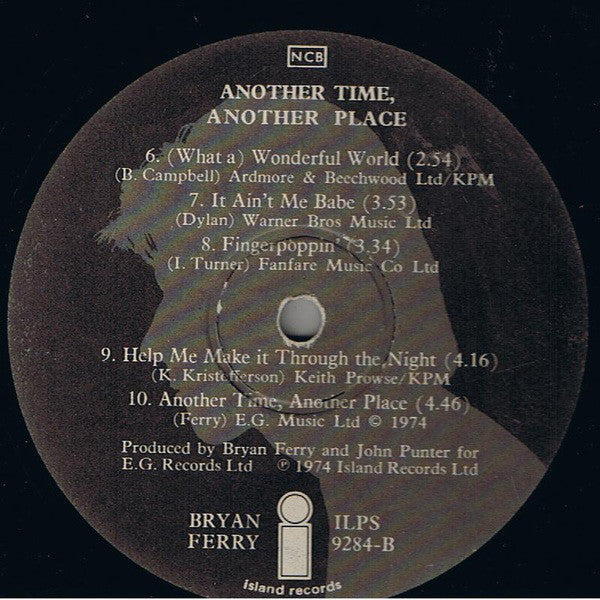 NCB
ANOTHER TIME,
ANOTHER PLACE
6. (What a) Wonderful World (2.54)
(B. Campbell) Ardmore & Beechwood Ltd/KPM
7. It Ain't Me Babe (3.53)
(Dylan) Warner Bros Music Ltd
8. Fingerpoppin' (3.34)
(I. Turner) Fanfare Music Co Ltd
9. Help Me Make it Through the Night (4.16)
(K. Kristefferson) Keith Prowse/KPM
10. Another Time, Another Place (4.46)
(Ferry) E.G. Music Ltd © 1974
Produced by Bryan Ferry and John Punter for
E.G. Records Ltd ℗ 1974 Island Records Ltd
BRYAN ILPS
FERRY 9284-B
island records